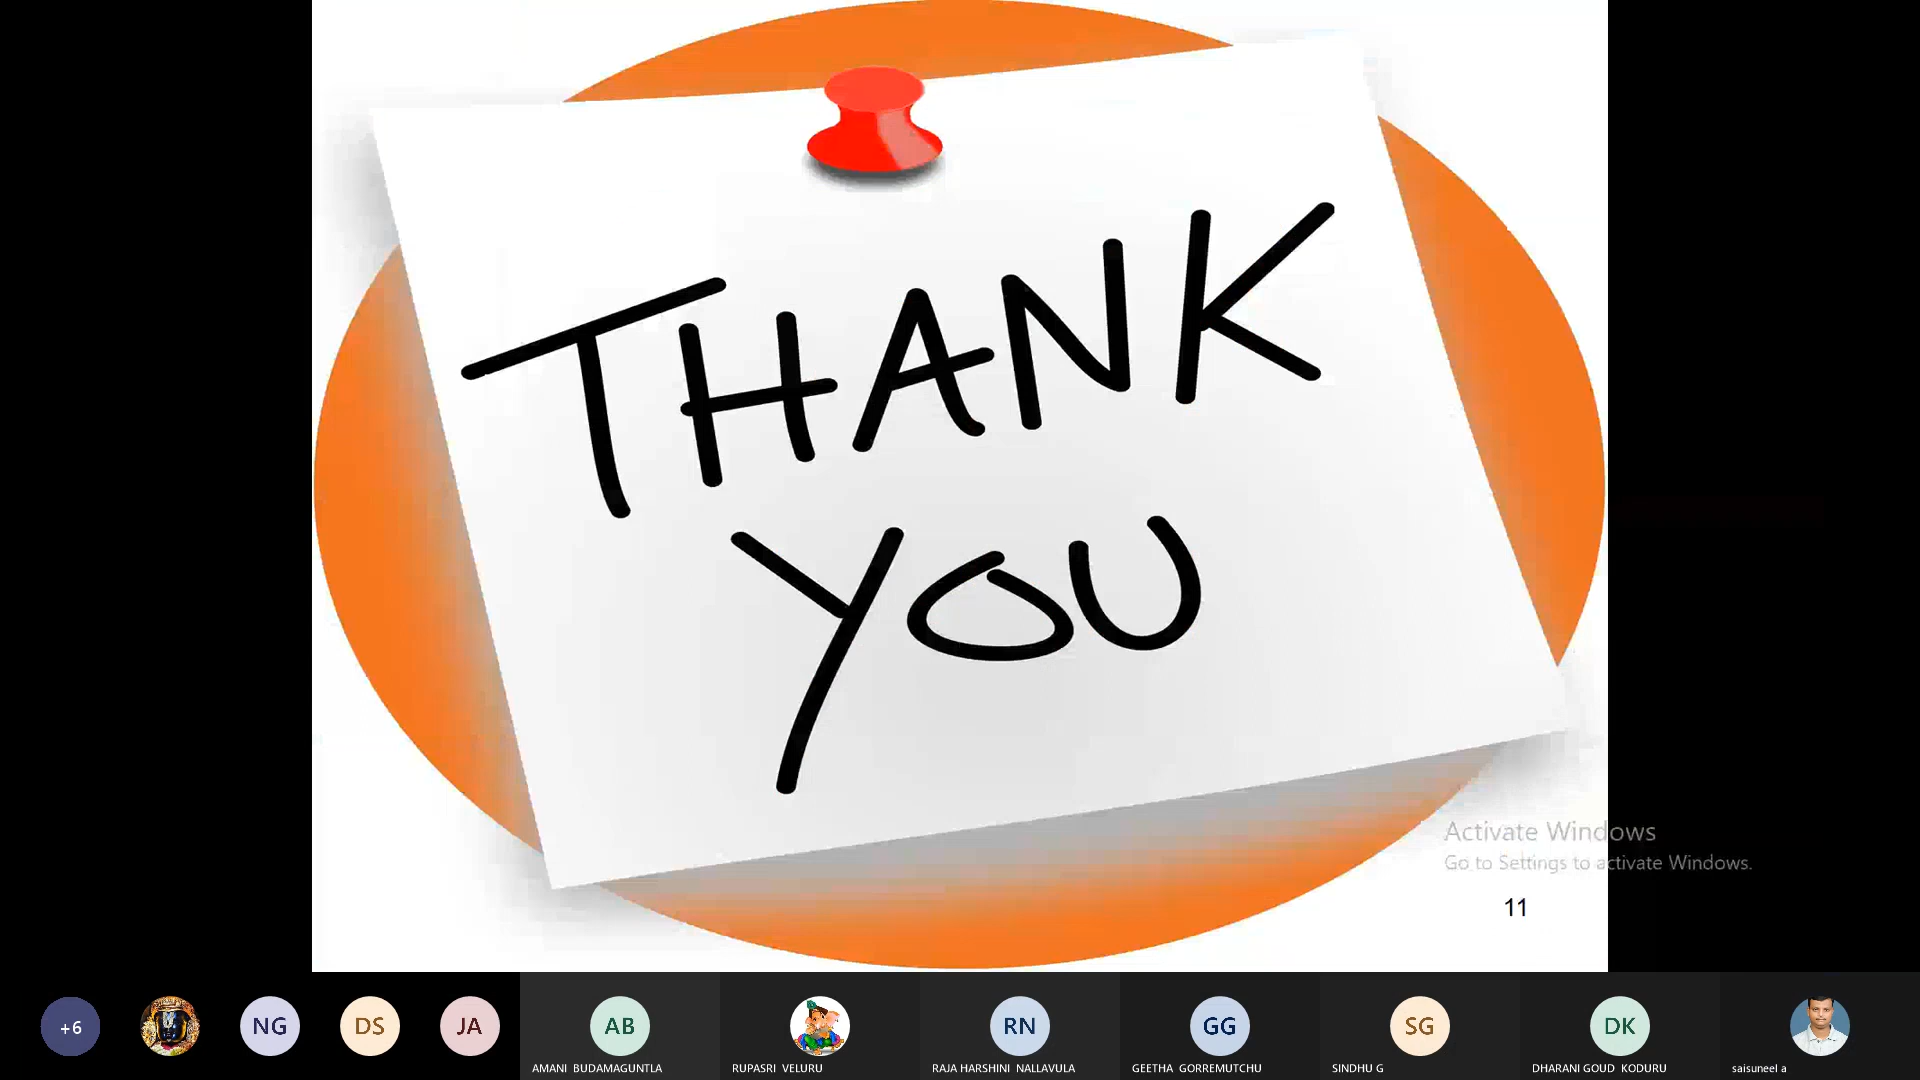 THANK
YOU
Activate Windows
Go to Settings to activate Windows.
11
+6
NG
DS
JA
AB
RN
GG
SG
DK
AMANI BUDAMAGUNTLA
RUPASRI VELURU
RAJA HARSHINI NALLAVULA
GEETHA GORREMUTCHU
SINDHU G
DHARANI GOUD KODURU
saisuneel a